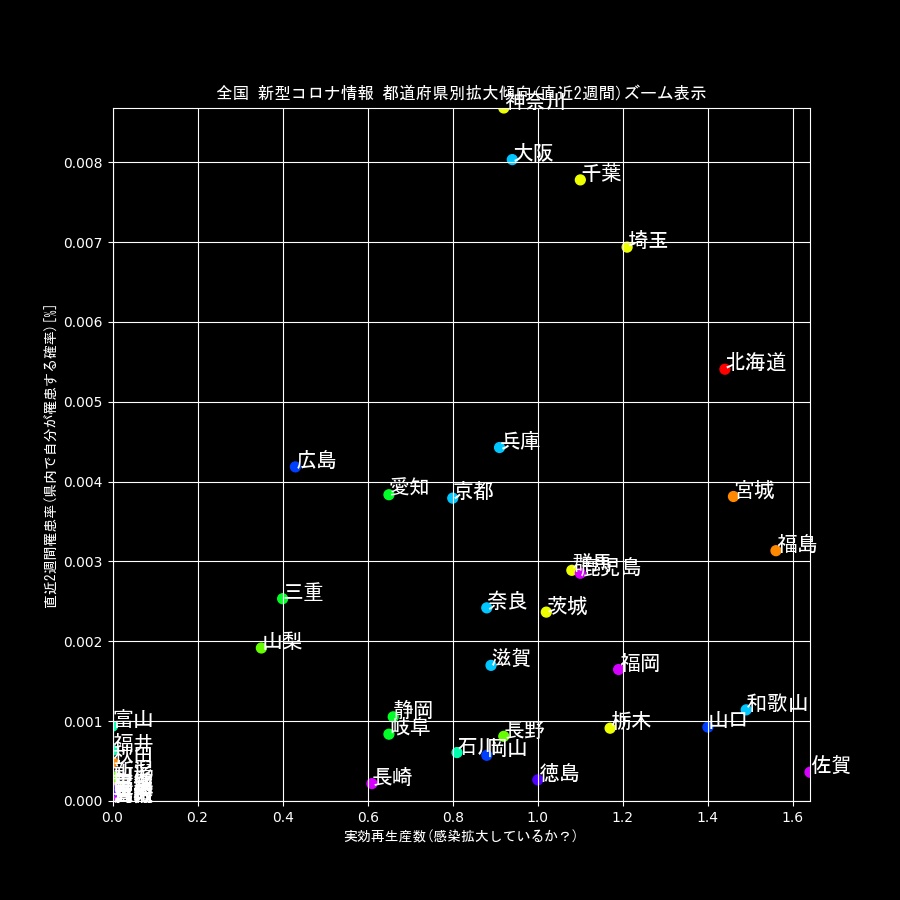 全国 新型コロナ情報 都道府県別拡大傾向(直近2週間)ズーム表示
神奈川
大阪
千葉
埼玉
北海道
兵庫
広島
愛知
京都
宮城
福島
群馬
鹿児島
三重
奈良
茨城
山梨
滋賀
福岡
和歌山
静岡
富山
栃木
山口
岐阜
長野
福井
石川
岡山
秋田
新潟
佐賀
長崎
徳島
直近2週間罹患率(県内で自分が罹患する確率)[%]
0.008
0.007
0.006
0.005
0.004
0.003
0.002
0.001
0.000
0.0 0.2 0.4 0.6 0.8 1.0 1.2 1.4 1.6
実効再生産数(感染拡大しているか？)